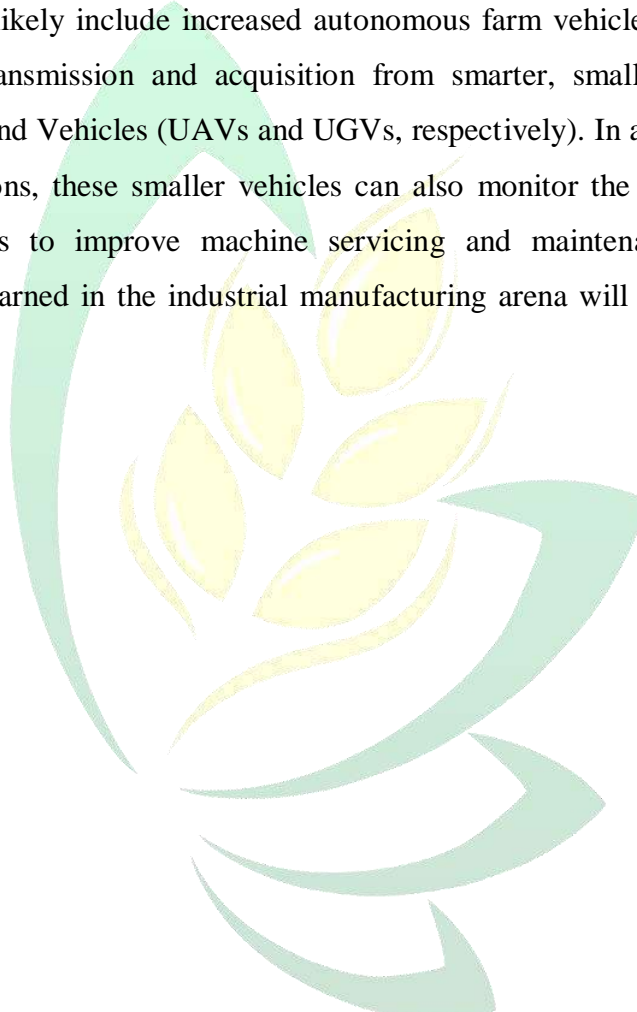 ikely include increased autonomous farm vehicle
ansmission and acquisition from smarter, small
nd Vehicles (UAVs and UGVs, respectively). In a
ons, these smaller vehicles can also monitor the
s to improve machine servicing and maintena
arned in the industrial manufacturing arena will